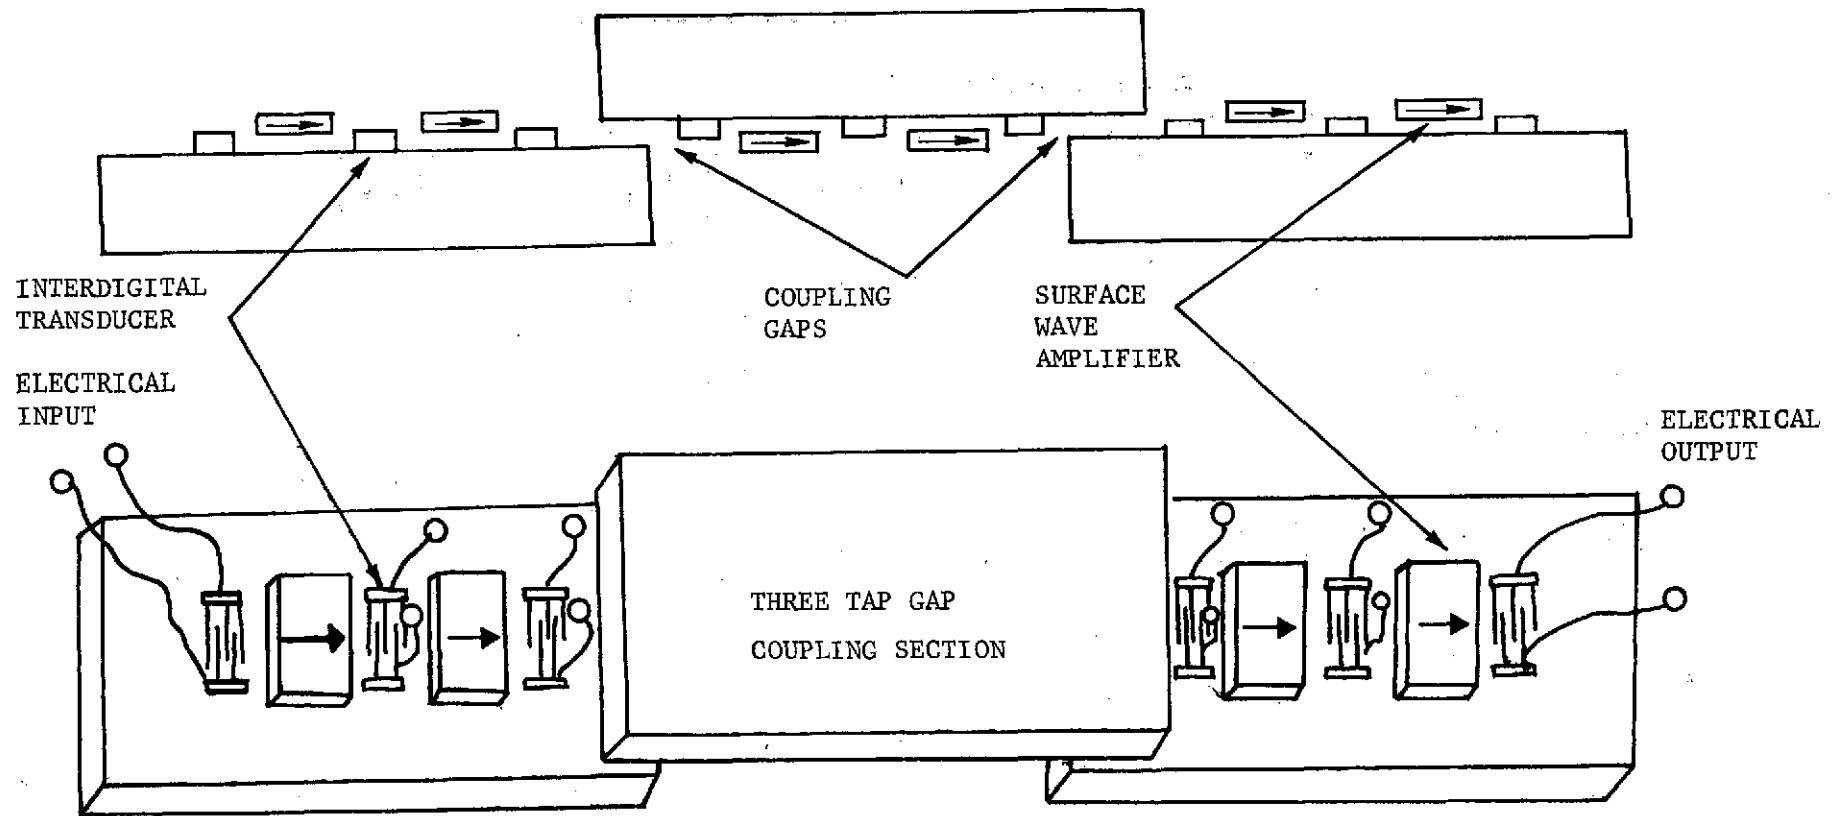 INTERDIGITAL
TRANSDUCER
ELECTRICAL
INPUT
COUPLING
GAPS
SURFACE
WAVE
AMPLIFIER
ELECTRICAL
OUTPUT
THREE TAP GAP
COUPLING SECTION